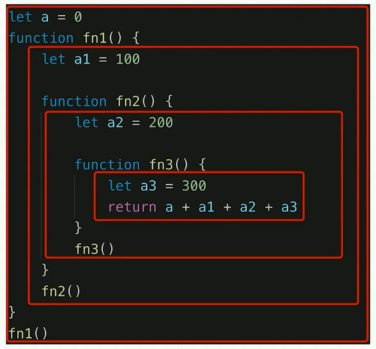 let a = 0
function fn1() {
let a1 = 100
function fn2() {
let a2 = 200
function fn3() {
let a3 = 300
return a + a1 + a2 + a3
}
fn3()
}
fn2()
}
fn1()